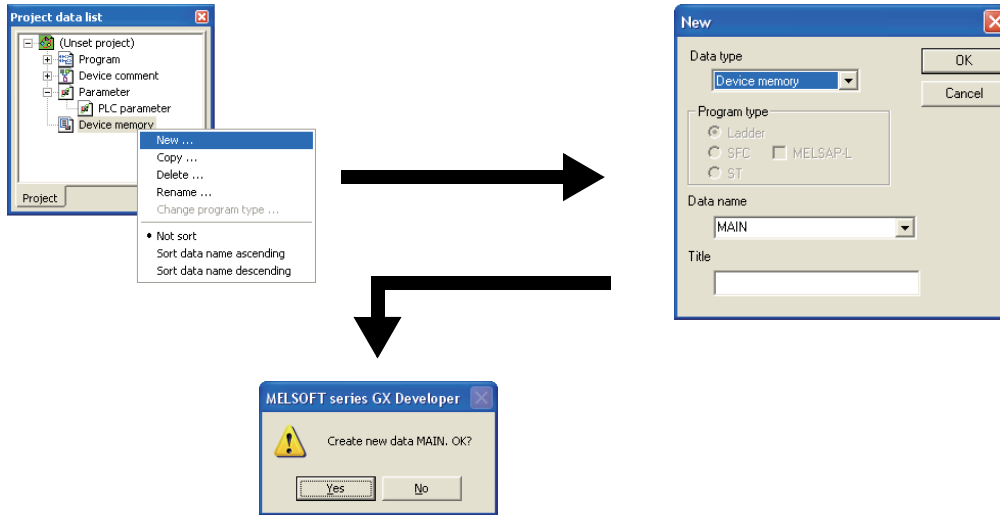 Project data list
(Unset project)
Program
Device comment
Parameter
PLC parameter
Device memory
Project
New ...
Copy ...
Delete ...
Rename ...
Change program type ...
• Not sort
Sort data name ascending
Sort data name descending
New
Data type
Device memory
OK
Cancel
Program type
Ladder
SFC
MELSAP-L
ST
Data name
MAIN
Title
MELSOFT series GX Developer
Create new data MAIN. OK?
Yes
No